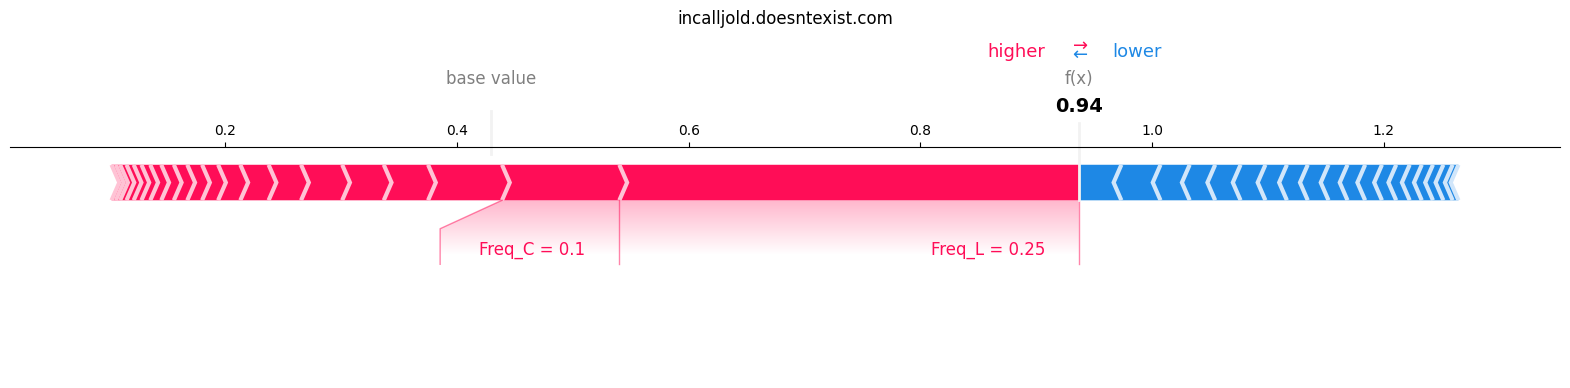 incalljold.doesntexist.com
higher ⇄ lower
base value f(x)
0.94
0.2 0.4 0.6 0.8 1.0 1.2
Freq_C = 0.1 Freq_L = 0.25